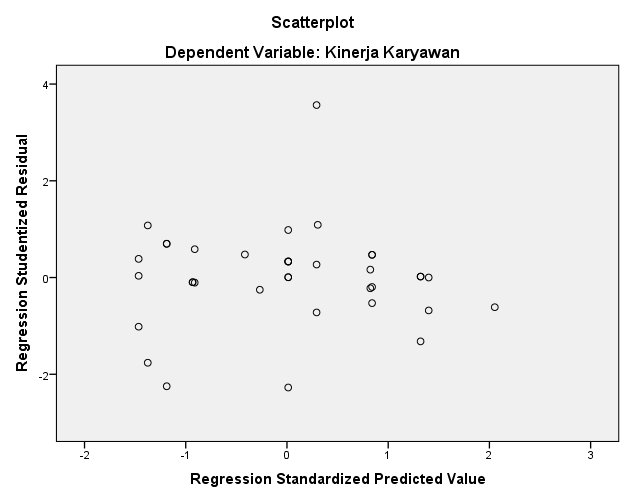 Scatterplot
Dependent Variable: Kinerja Karyawan
Regression Studentized Residual
4
2
0
-2
-2
-1
0
1
2
3
Regression Standardized Predicted Value